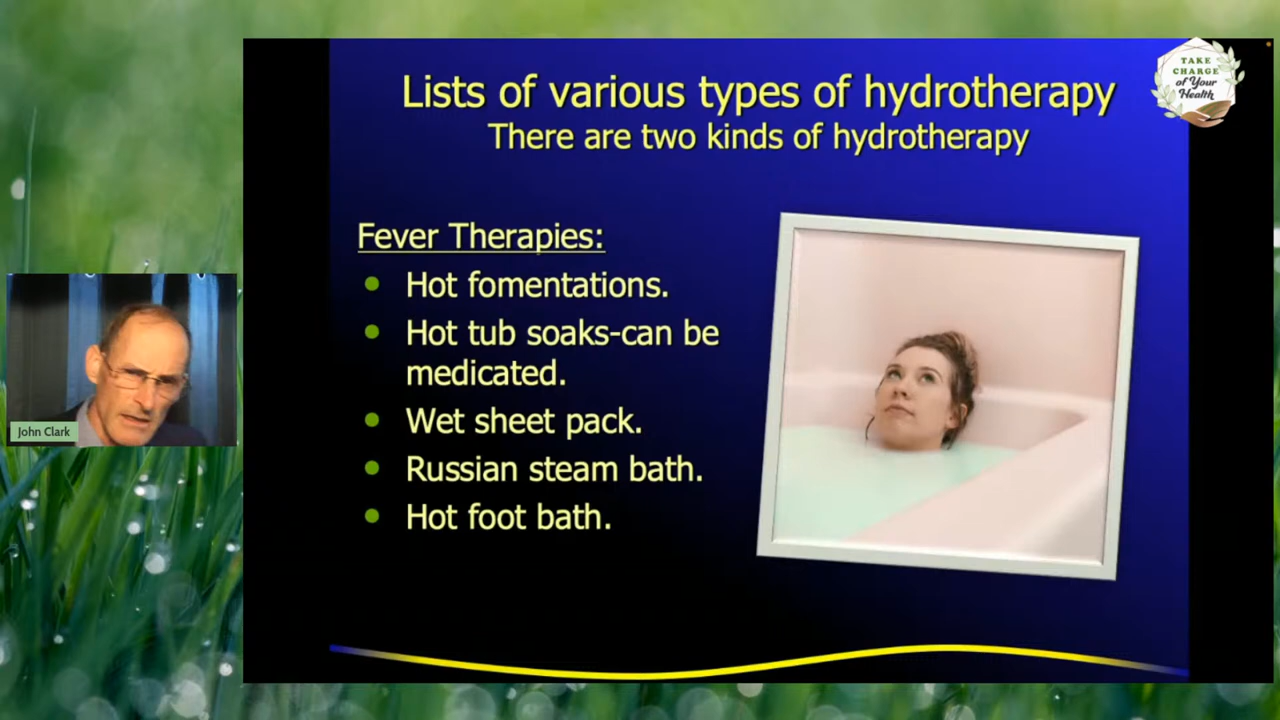 Lists of various types of hydrotherapy
There are two kinds of hydrotherapy
TAKE
CHARGE
of Your
Health
Fever Therapies:
Hot fomentations.
Hot tub soaks-can be
medicated.
Wet sheet pack.
Russian steam bath.
Hot foot bath.
John Clark